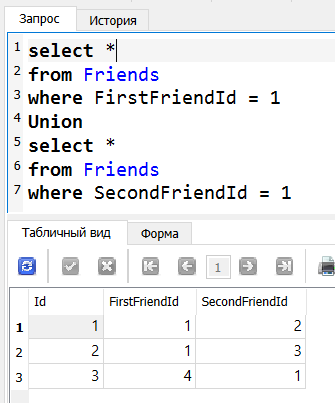 Запрос История
1 select *
2 from Friends
3 where FirstFriendId = 1
4 Union
5 select *
6 from Friends
7 where SecondFriendId = 1
Табличный вид Форма
1
Id FirstFriendId SecondFriendId
1 1 1 2
2 2 1 3
3 3 4 1